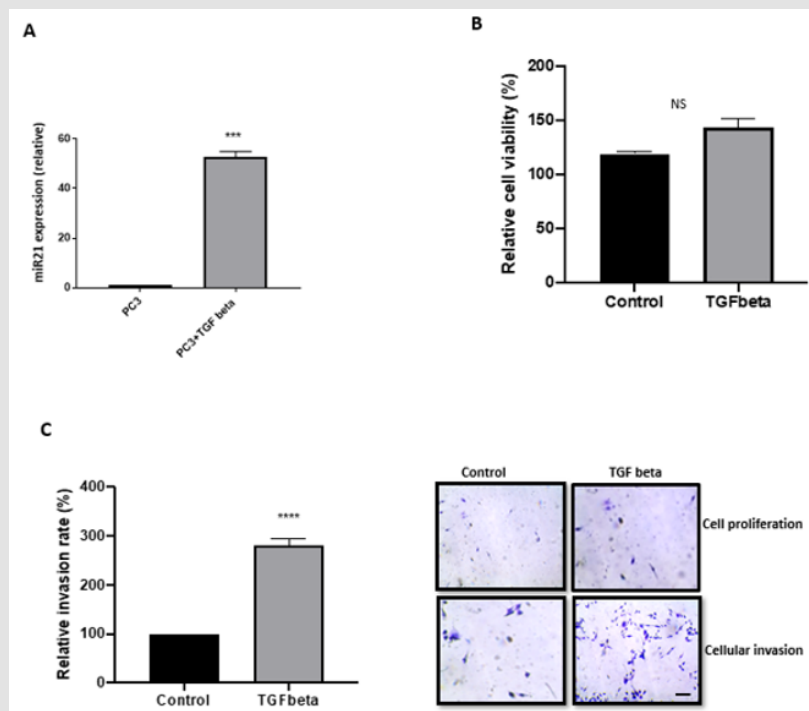 A
miR21 expression (relative)
60
40
20
0
***
PC3
PC3+TGF beta
B
Relative cell viability (%)
200
150
100
50
0
NS
Control
TGFbeta
C
Relative invasion rate (%)
400
300
200
100
0
****
Control
TGFbeta
Control
TGF beta
Cell proliferation
Cellular invasion